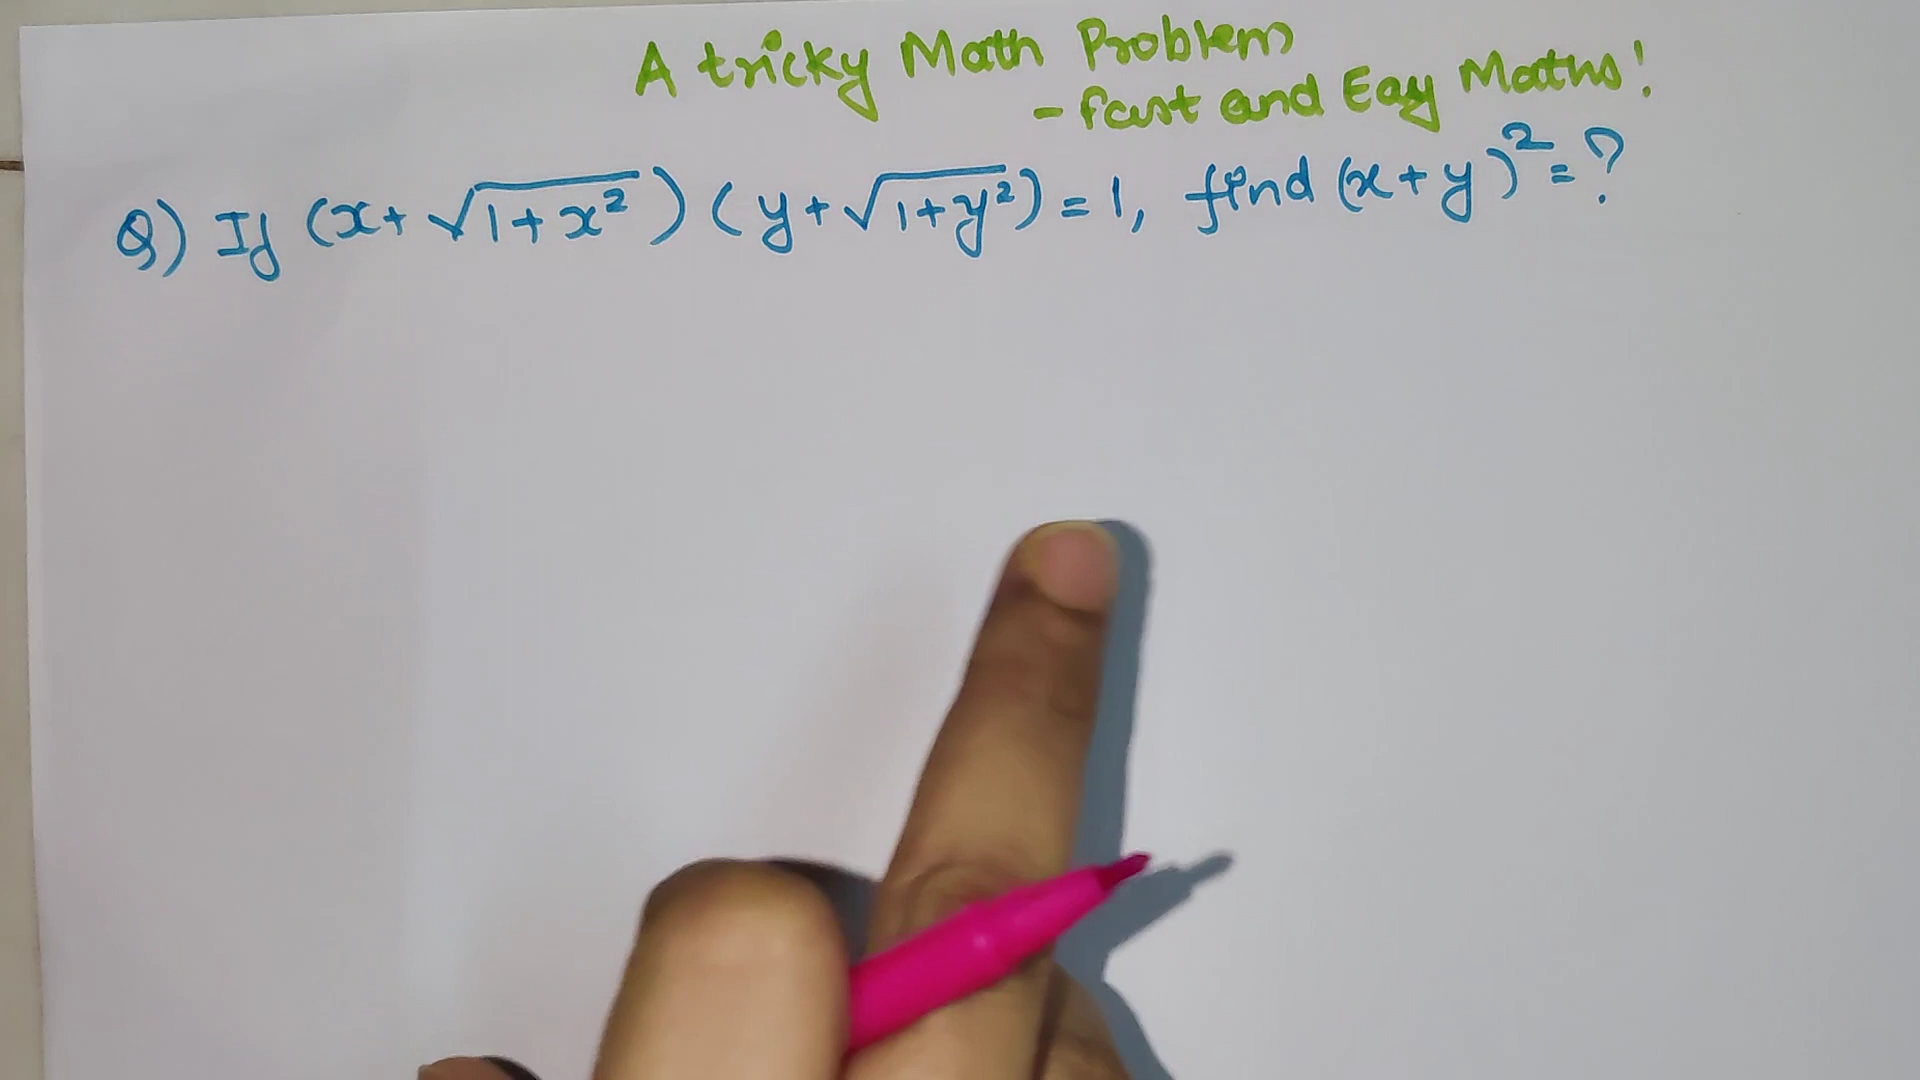 A tricky Math Problem
- Fast and Easy Maths!
Q) If (x + √(1+x²)) (y + √(1+y²)) = 1, find (x+y)² = ?